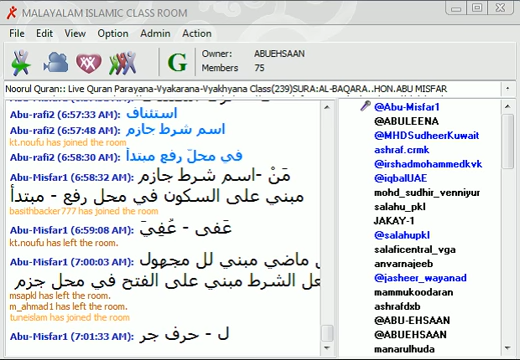 MALAYALAM ISLAMIC CLASS ROOM
File Edit View Option Admin Action
G Owner: ABUEHSAAN
Members 75
Noorul Quran:: Live Quran Parayana-Vyakarana-Vyakhyana Class(239)SURA:AL-BAQARA..HON.ABU MISFAR
Abu-rafi2 (6:57:33 AM): استئناف
Abu-rafi2 (6:57:48 AM): اسم شرط جازم
kt.noufu has joined the room
Abu-rafi2 (6:58:30 AM): في محل رفع مبتدأ
Abu-Misfar1 (6:58:32 AM): مَنْ -اسم شرط جازم
مبني على السكون في محل رفع - مبتدأ
basithbacker777 has joined the room
Abu-Misfar1 (6:59:08 AM): عَفى - عُفِيَ
kt.noufu has left the room.
Abu-Misfar1 (7:00:03 AM): ماضي مبني لل مجهول
الشرط مبني على الفتح في محل جزم
msapkl has left the room.
m_ahmad1 has left the room.
tuneislam has joined the room
Abu-Misfar1 (7:01:33 AM): ل - حرف جر
@Abu-Misfar1
@ABULEENA
@MHDSudheerKuwait
ashraf.crmk
@irshadmohammedkvk
@iqbalUAE
mohd_sudhir_venniyur
salahu_pkl
JAKAY-1
@salahupkl
salaficentral_vga
anvarnajeeb
@jasheer_wayanad
mammukoodaran
ashrafdxb
@ABU-EHSAAN
@ABUEHSAAN
manarulhuda